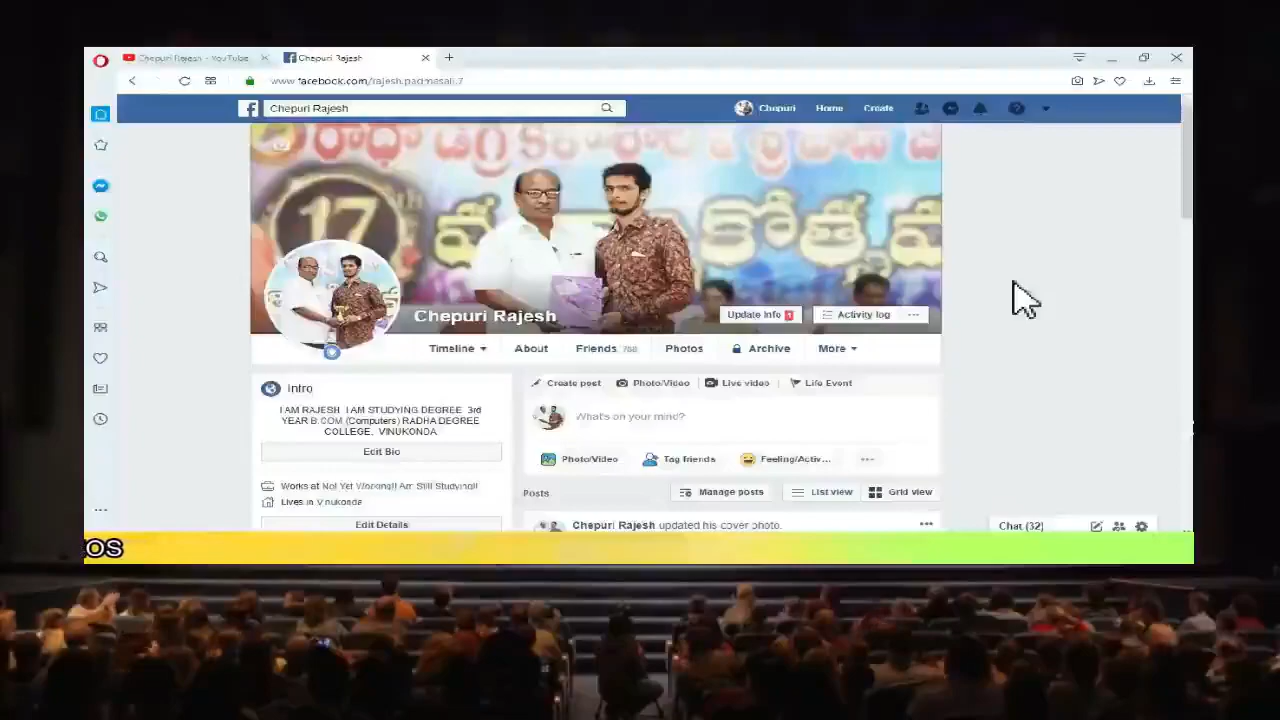 Chepuri Rajesh - YouTube
Chepuri Rajesh
www.facebook.com/rajesh.padmasali.7
Chepuri Rajesh
Chepuri
Home
Create
రాధా డిగ్రీ
17th
Chepuri Rajesh
Update Info 1
Activity log
Timeline
About
Friends 768
Photos
Archive
More
Intro
I AM RAJESH I AM STUDYING DEGREE 3rd
YEAR B.COM (Computers) RADHA DEGREE
COLLEGE, VINUKONDA
Edit Bio
Works at Not Yet Working!! Am Still Studying!!
Lives in Vinukonda
Edit Details
Create post
Photo/Video
Live video
Life Event
What's on your mind?
Photo/Video
Tag friends
Feeling/Activ...
Posts
Manage posts
List view
Grid view
Chepuri Rajesh updated his cover photo.
Chat (32)
OS